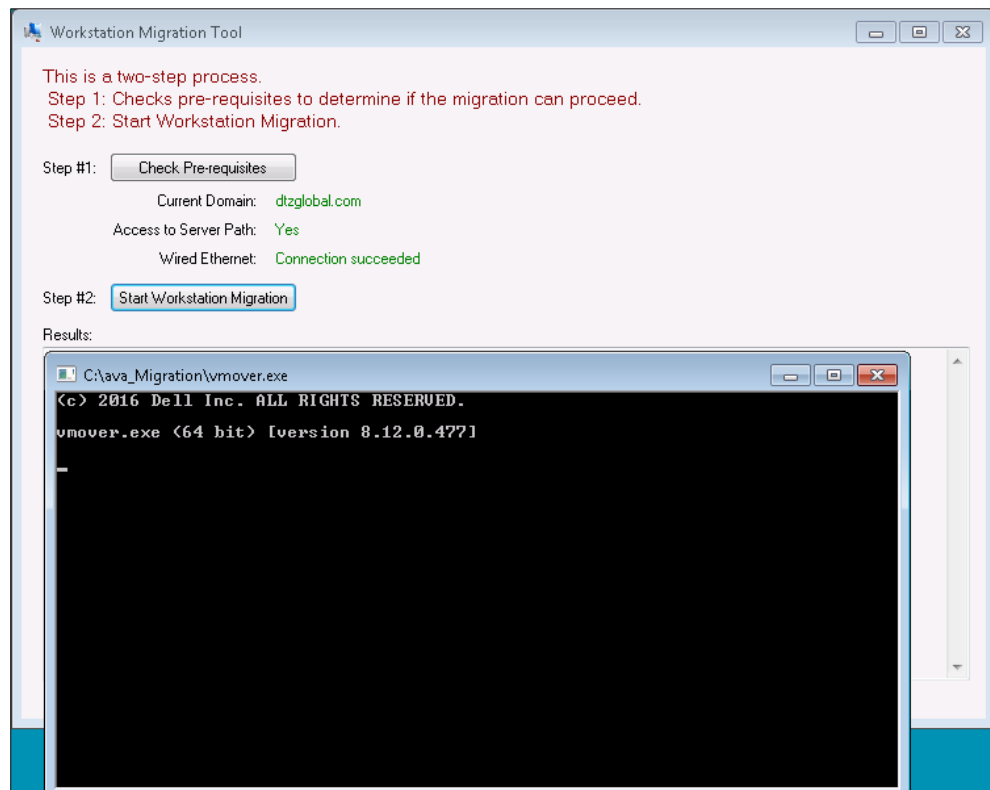 Workstation Migration Tool
This is a two-step process.
Step 1: Checks pre-requisites to determine if the migration can proceed.
Step 2: Start Workstation Migration.
Step #1: Check Pre-requisites
Current Domain: dtzglobal.com
Access to Server Path: Yes
Wired Ethernet: Connection succeeded
Step #2: Start Workstation Migration
Results:
C:\ava_Migration\vmover.exe
(c) 2016 Dell Inc. ALL RIGHTS RESERVED.
vmover.exe (64 bit) [version 8.12.0.477]